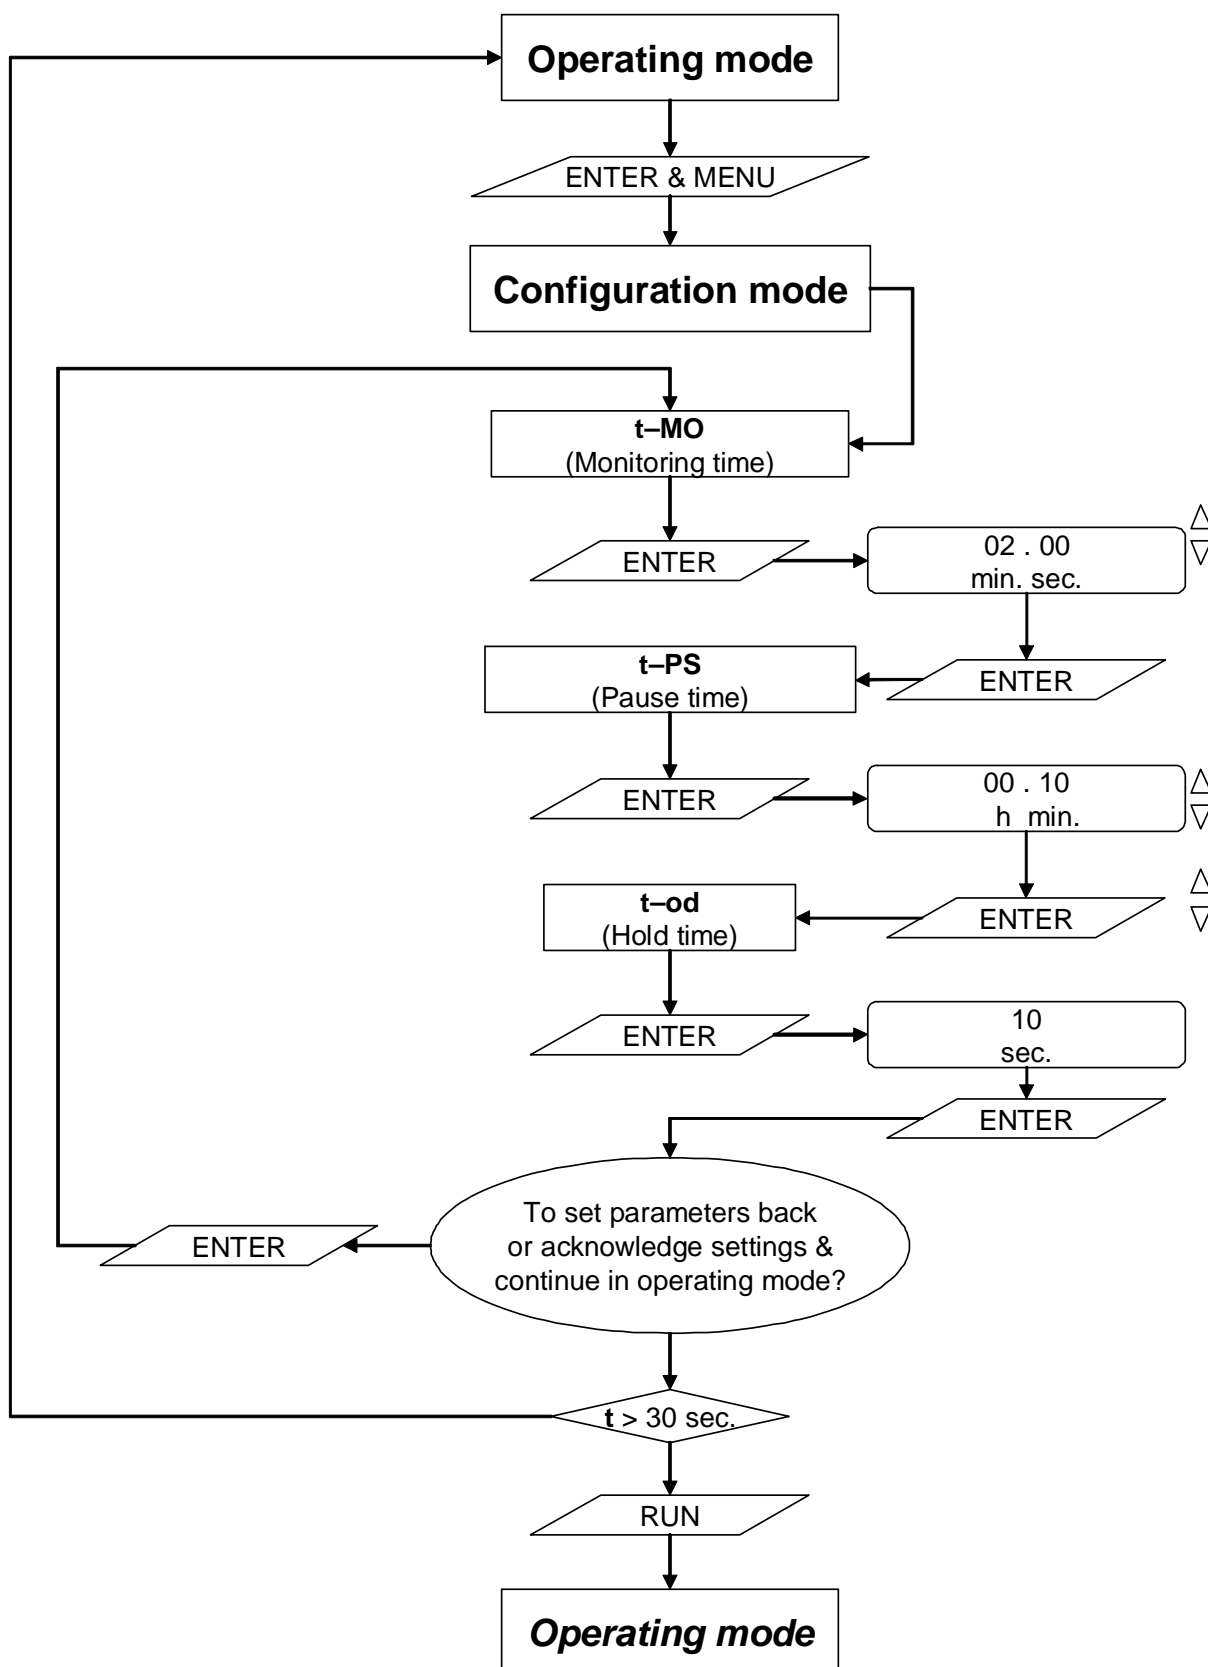 Operating mode
ENTER & MENU
Configuration mode
t–MO
(Monitoring time)
ENTER
02 . 00
min. sec.
ENTER
t–PS
(Pause time)
ENTER
00 . 10
h min.
ENTER
t–od
(Hold time)
ENTER
10
sec.
ENTER
To set parameters back
or acknowledge settings &
continue in operating mode?
ENTER
t > 30 sec.
RUN
Operating mode